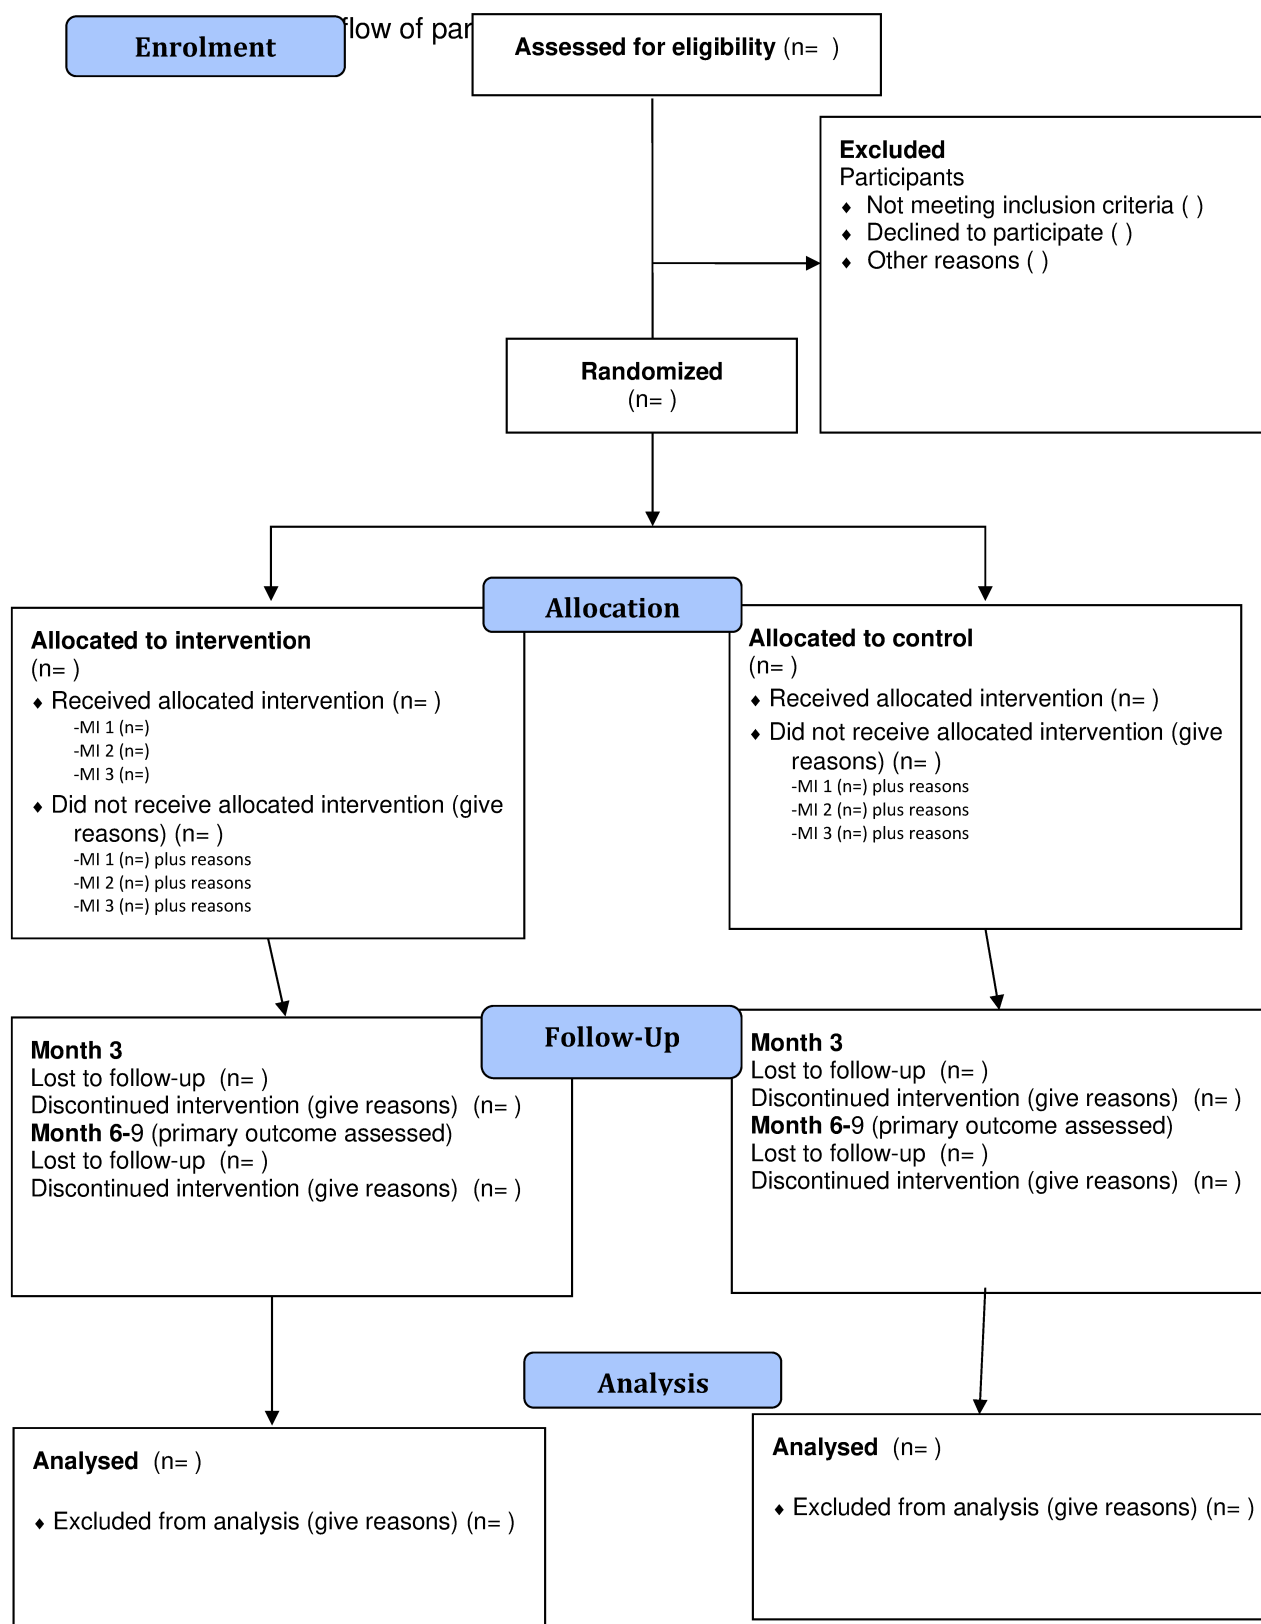 Enrolment
flow of par
Assessed for eligibility (n=  )
Excluded
Participants
♦ Not meeting inclusion criteria ( )
♦ Declined to participate ( )
♦ Other reasons ( )
Randomized
(n= )
Allocation
Allocated to intervention
(n= )
♦ Received allocated intervention (n= )
-MI 1 (n=)
-MI 2 (n=)
-MI 3 (n=)
♦ Did not receive allocated intervention (give
reasons) (n= )
-MI 1 (n=) plus reasons
-MI 2 (n=) plus reasons
-MI 3 (n=) plus reasons
Allocated to control
(n= )
♦ Received allocated intervention (n= )
♦ Did not receive allocated intervention (give
reasons) (n= )
-MI 1 (n=) plus reasons
-MI 2 (n=) plus reasons
-MI 3 (n=) plus reasons
Follow-Up
Month 3
Lost to follow-up  (n= )
Discontinued intervention (give reasons)  (n= )
Month 6-9 (primary outcome assessed)
Lost to follow-up  (n= )
Discontinued intervention (give reasons)  (n= )
Month 3
Lost to follow-up  (n= )
Discontinued intervention (give reasons)  (n= )
Month 6-9 (primary outcome assessed)
Lost to follow-up  (n= )
Discontinued intervention (give reasons)  (n= )
Analysis
Analysed  (n= )
♦ Excluded from analysis (give reasons) (n= )
Analysed  (n= )
♦ Excluded from analysis (give reasons) (n= )